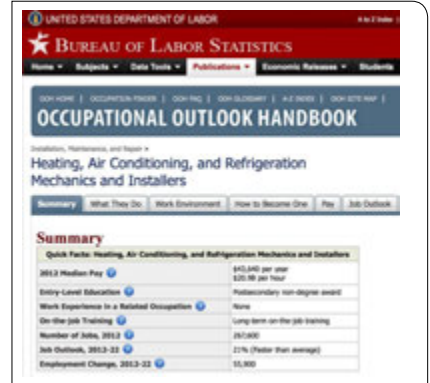 UNITED STATES DEPARTMENT OF LABOR A to Z Index
BUREAU OF LABOR STATISTICS
Home Subjects Data Tools Publications Economic Releases Students
OOH HOME | OCCUPATION FINDER | OOH FAQ | OOH GLOSSARY | A-Z INDEX | OOH SITE MAP |
OCCUPATIONAL OUTLOOK HANDBOOK
Installation, Maintenance, and Repair
Heating, Air Conditioning, and Refrigeration
Mechanics and Installers
Summary What They Do Work Environment How to Become One Pay Job Outlook
Summary
Quick Facts: Heating, Air Conditioning, and Refrigeration Mechanics and Installers
2012 Median Pay $43,640 per year
$20.98 per hour
Entry-Level Education Postsecondary non-degree award
Work Experience in a Related Occupation None
On-the-job Training Long-term on-the-job training
Number of Jobs, 2012 267,600
Job Outlook, 2012-22 21% (Faster than average)
Employment Change, 2012-22 55,900